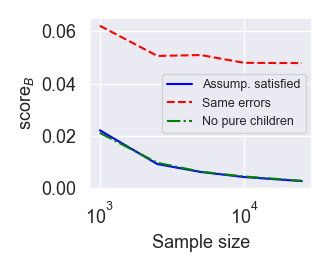 0.06
0.04
0.02
0.00
score_B
Assump. satisfied
Same errors
No pure children
10^3
10^4
Sample size